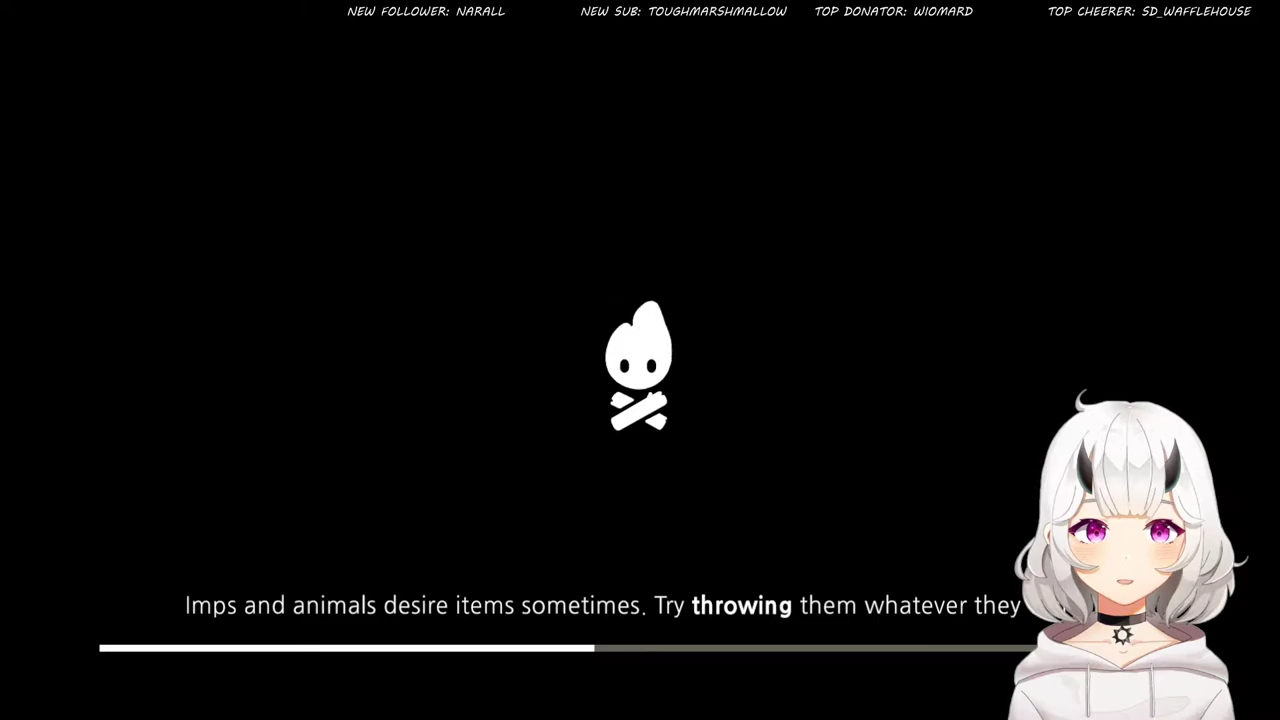 NEW FOLLOWER: NARALL NEW SUB: TOUGHMARSHMALLOW TOP DONATOR: WIOMARD TOP CHEERER: SD_WAFFLEHOUSE
Imps and animals desire items sometimes. Try throwing them whatever they